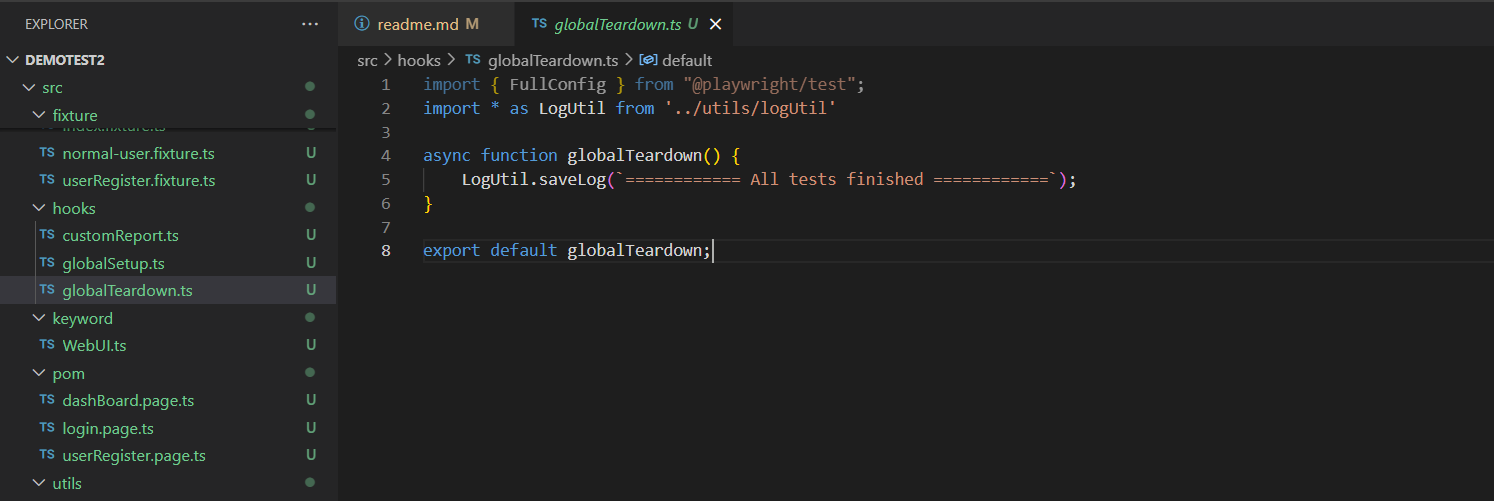 EXPLORER
···
readme.md M
TS globalTeardown.ts U
DEMOTEST2
src > hooks > TS globalTeardown.ts > default
src
fixture
index.fixture.ts
TS normal-user.fixture.ts U
TS userRegister.fixture.ts U
hooks
TS customReport.ts U
TS globalSetup.ts U
TS globalTeardown.ts U
keyword
TS WebUI.ts U
pom
TS dashBoard.page.ts U
TS login.page.ts U
TS userRegister.page.ts U
utils
1 import { FullConfig } from "@playwright/test";
2 import * as LogUtil from '../utils/logUtil'
3
4 async function globalTeardown() {
5 LogUtil.saveLog(`============ All tests finished ============`);
6 }
7
8 export default globalTeardown;